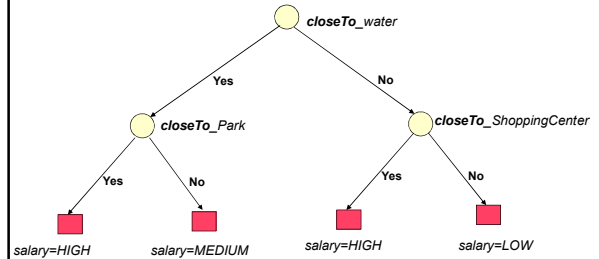 closeTo_water
Yes
No
closeTo_Park
closeTo_ShoppingCenter
Yes
No
Yes
No
salary=HIGH
salary=MEDIUM
salary=HIGH
salary=LOW